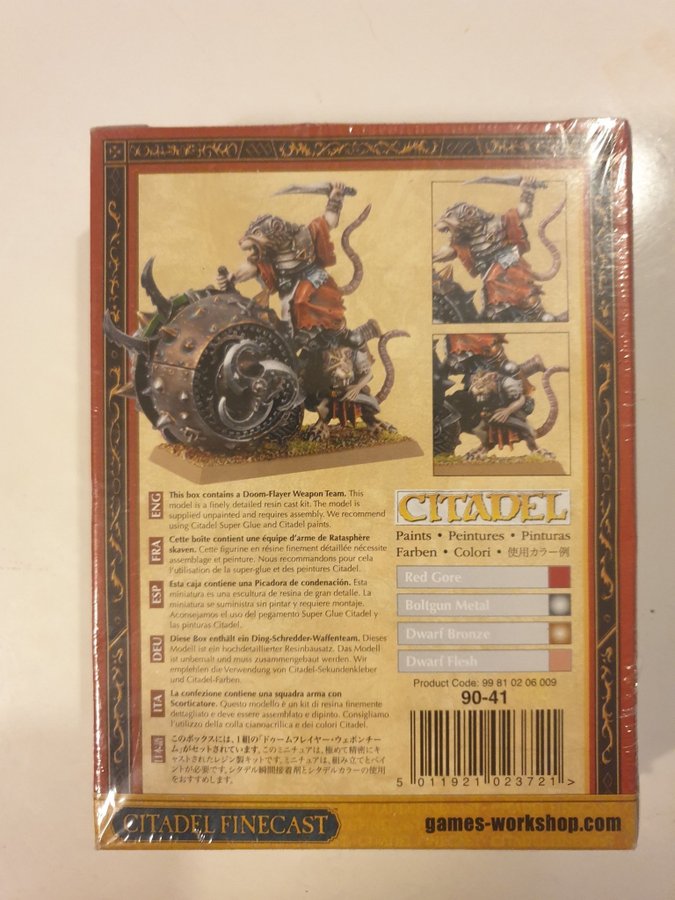 ENG
This box contains a Doom-Flayer Weapon Team. This
model is a finely detailed resin cast kit. The model is
supplied unpainted and requires assembly. We recommend
using Citadel Super Glue and Citadel paints.
FRA
Cette boîte contient une équipe d'arme de Ratasphère
skaven. Cette figurine en résine finement détaillée nécessite
assemblage et peinture. Nous recommandons pour cela
l'utilisation de la super-glue et des peintures Citadel.
ESP
Esta caja contiene una Picadora de condenación. Esta
miniatura es una escultura de resina de gran detalle. La
miniatura se suministra sin pintar y requiere montaje.
Aconsejamos el uso del pegamento Super Glue Citadel y
las pinturas Citadel.
DEU
Diese Box enthält ein Ding-Schredder-Waffenteam. Dieses
Modell ist ein hochdetaillierter Resinbausatz. Das Modell
ist unbemalt und muss zusammengebaut werden. Wir
empfehlen die Verwendung von Citadel-Sekundenkleber
und Citadel-Farben.
ITA
La confezione contiene una squadra arma con
Scorticatore. Questo modello è un kit di resina finemente
dettagliato e deve essere assemblato e dipinto. Consigliamo
l'utilizzo della colla cianoacrilica e dei colori Citadel.
日本語
このボックスには、1組の「ドゥームフレイヤー・ウェポンチー
ム」がセットされています。このミニチュアは、極めて精密にキ
ャストされたレジン製キットです。ミニチュアは、組み立てとペイ
ントが必要です。シタデル瞬間接着剤とシタデルカラーの使用
をおすすめします。
CITADEL
Paints • Peintures • Pinturas
Farben • Colori • 使用カラー例
Red Gore
Boltgun Metal
Dwarf Bronze
Dwarf Flesh
Product Code: 99 81 02 06 009
90-41
5 011921 023721 >
CITADEL FINECAST
games-workshop.com